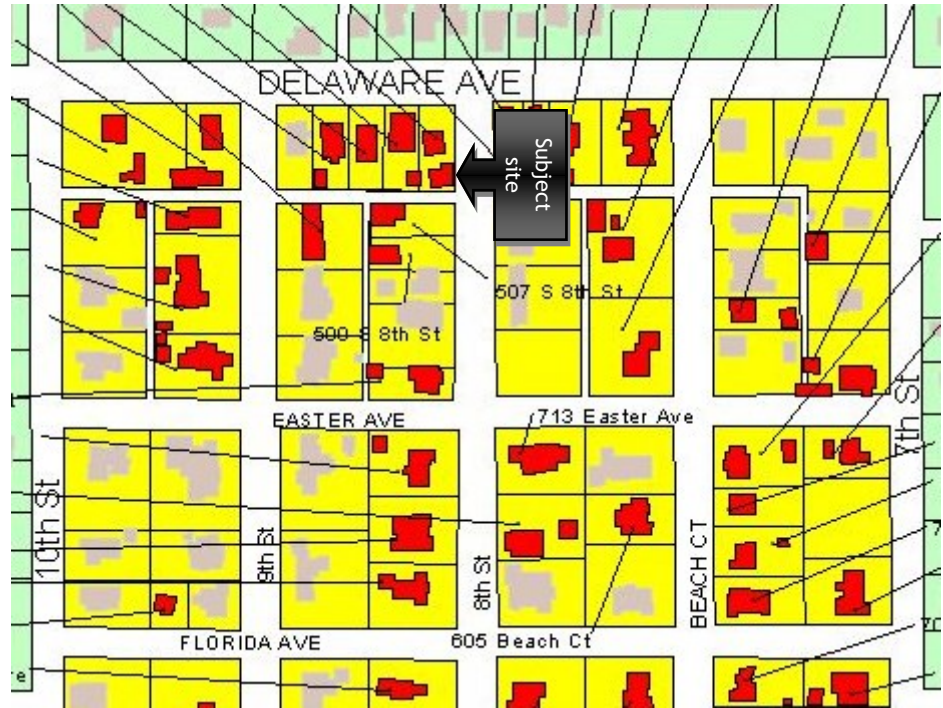 DELAWARE AVE
Subject
site
507 S 8th St
500 S 8th St
EASTER AVE
713 Easter Ave
7th St
10th St
9th St
8th St
BEACH CT
FLORIDA AVE
605 Beach Ct